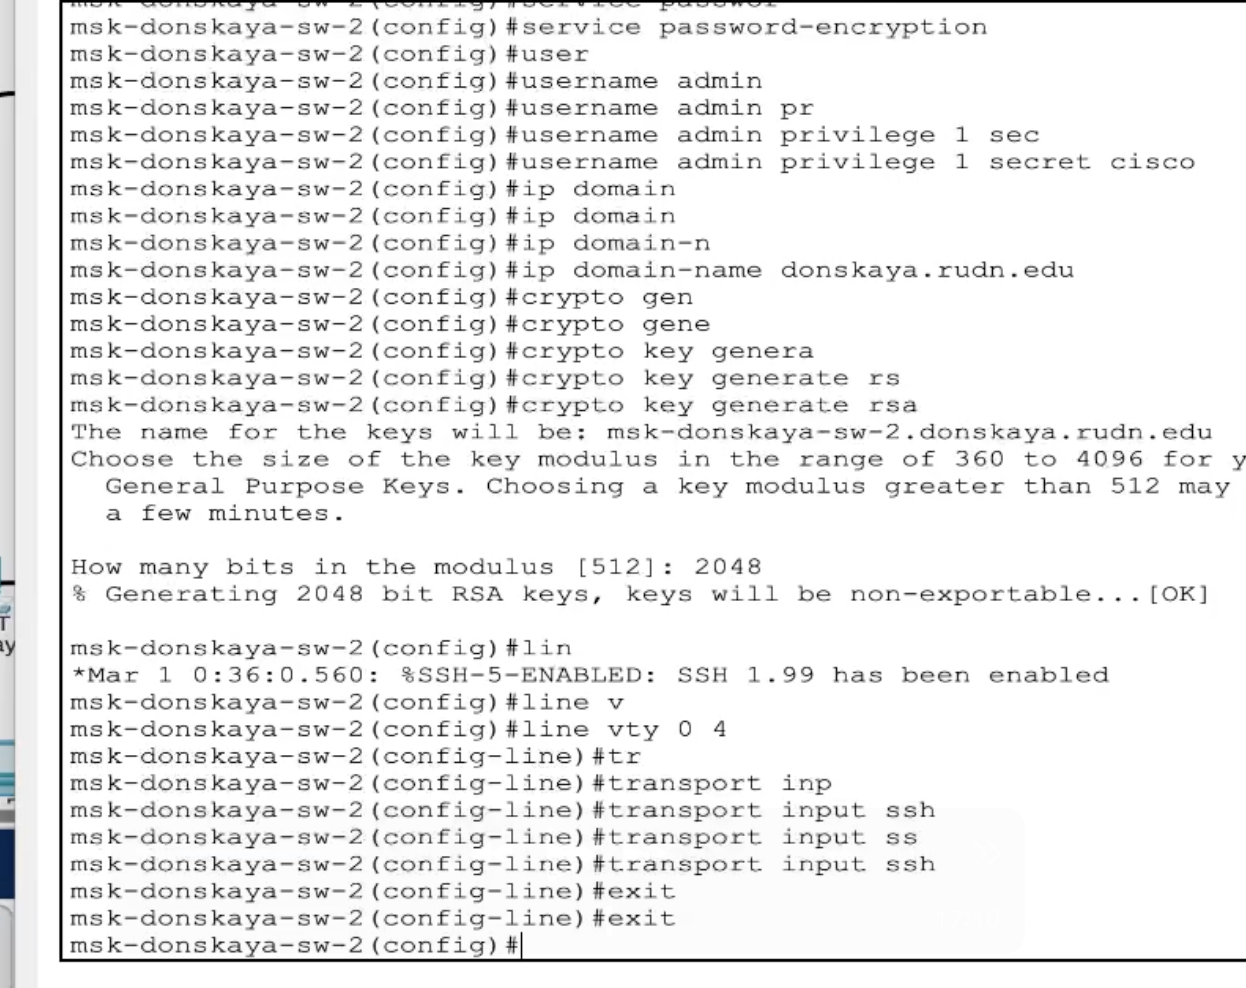 msk-donskaya-sw-2(config)#service passwor
msk-donskaya-sw-2(config)#service password-encryption
msk-donskaya-sw-2(config)#user
msk-donskaya-sw-2(config)#username admin
msk-donskaya-sw-2(config)#username admin pr
msk-donskaya-sw-2(config)#username admin privilege 1 sec
msk-donskaya-sw-2(config)#username admin privilege 1 secret cisco
msk-donskaya-sw-2(config)#ip domain
msk-donskaya-sw-2(config)#ip domain
msk-donskaya-sw-2(config)#ip domain-n
msk-donskaya-sw-2(config)#ip domain-name donskaya.rudn.edu
msk-donskaya-sw-2(config)#crypto gen
msk-donskaya-sw-2(config)#crypto gene
msk-donskaya-sw-2(config)#crypto key genera
msk-donskaya-sw-2(config)#crypto key generate rs
msk-donskaya-sw-2(config)#crypto key generate rsa
The name for the keys will be: msk-donskaya-sw-2.donskaya.rudn.edu
Choose the size of the key modulus in the range of 360 to 4096 for y
General Purpose Keys. Choosing a key modulus greater than 512 may
a few minutes.
How many bits in the modulus [512]: 2048
% Generating 2048 bit RSA keys, keys will be non-exportable...[OK]
msk-donskaya-sw-2(config)#lin
*Mar 1 0:36:0.560: %SSH-5-ENABLED: SSH 1.99 has been enabled
msk-donskaya-sw-2(config)#line v
msk-donskaya-sw-2(config)#line vty 0 4
msk-donskaya-sw-2(config-line)#tr
msk-donskaya-sw-2(config-line)#transport inp
msk-donskaya-sw-2(config-line)#transport input ssh
msk-donskaya-sw-2(config-line)#transport input ss
msk-donskaya-sw-2(config-line)#transport input ssh
msk-donskaya-sw-2(config-line)#exit
msk-donskaya-sw-2(config-line)#exit
msk-donskaya-sw-2(config)#